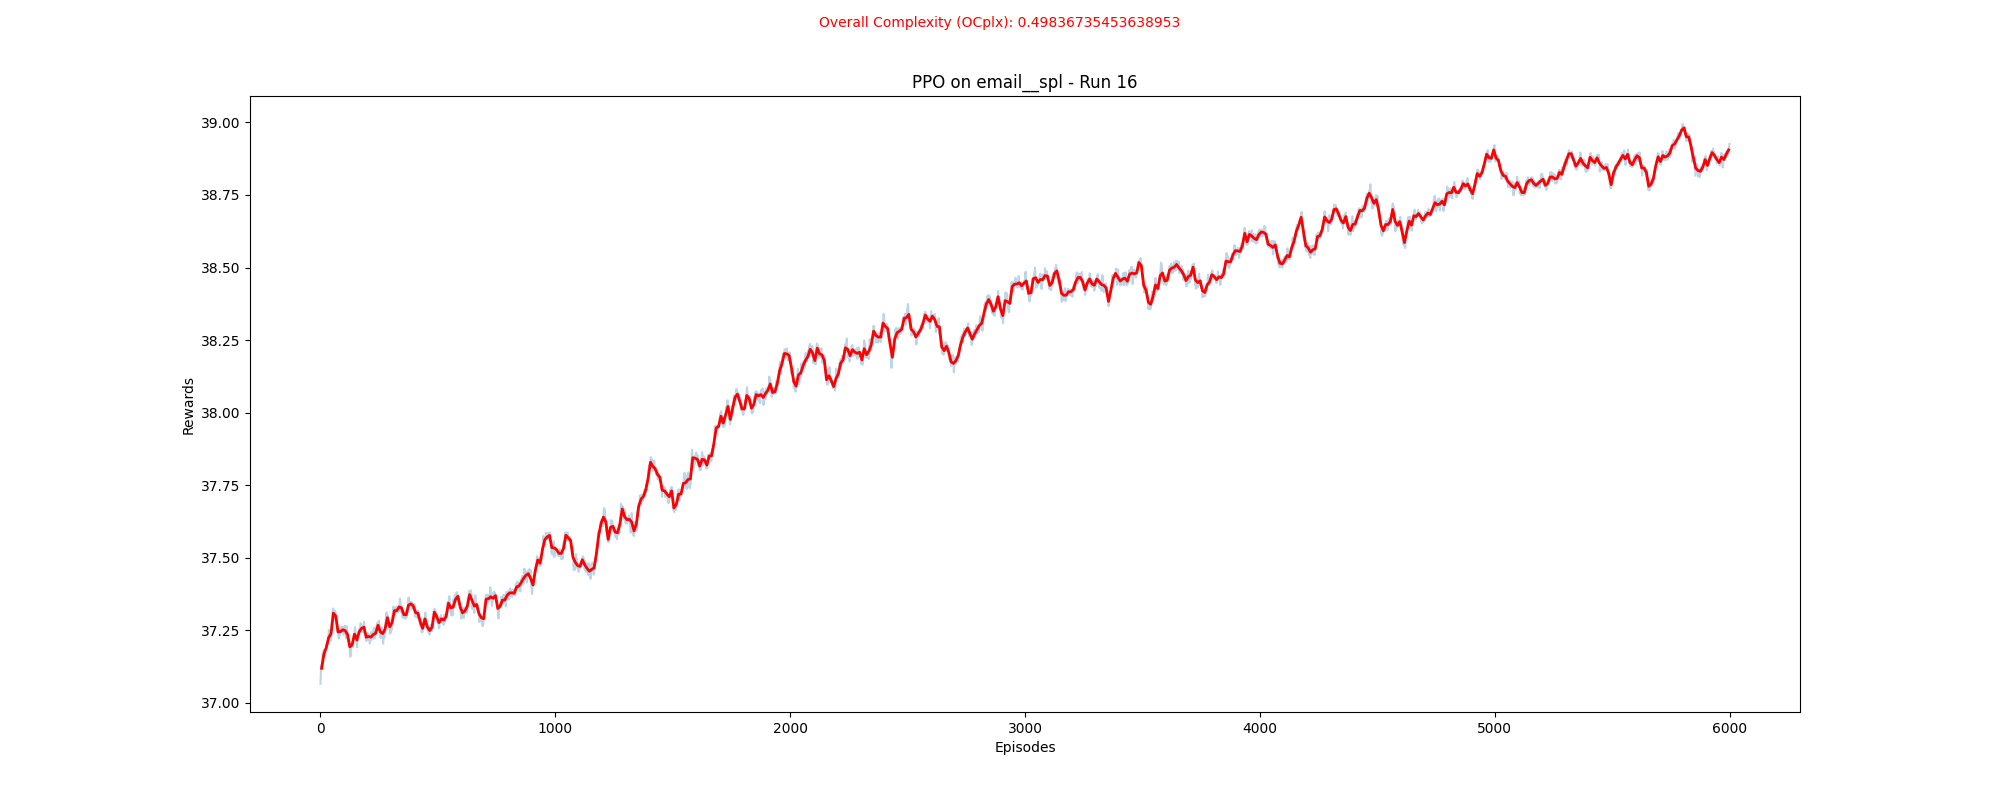 Overall Complexity (OCplx): 0.49836735453638953
PPO on email__spl - Run 16
39.00
38.75
38.50
38.25
38.00
37.75
37.50
37.25
37.00
Rewards
0 1000 2000 3000 4000 5000 6000
Episodes